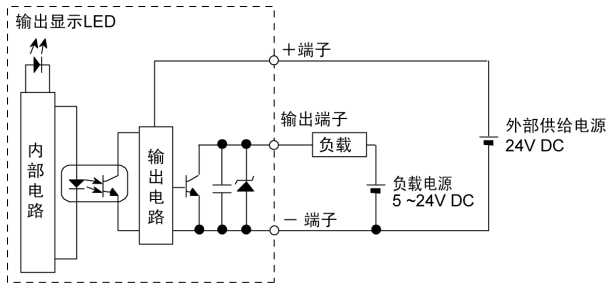 输出显示LED
＋端子
输出端子
负载
外部供给电源
24V DC
内部电路
输出电路
负载电源
5 ~24V DC
－ 端子